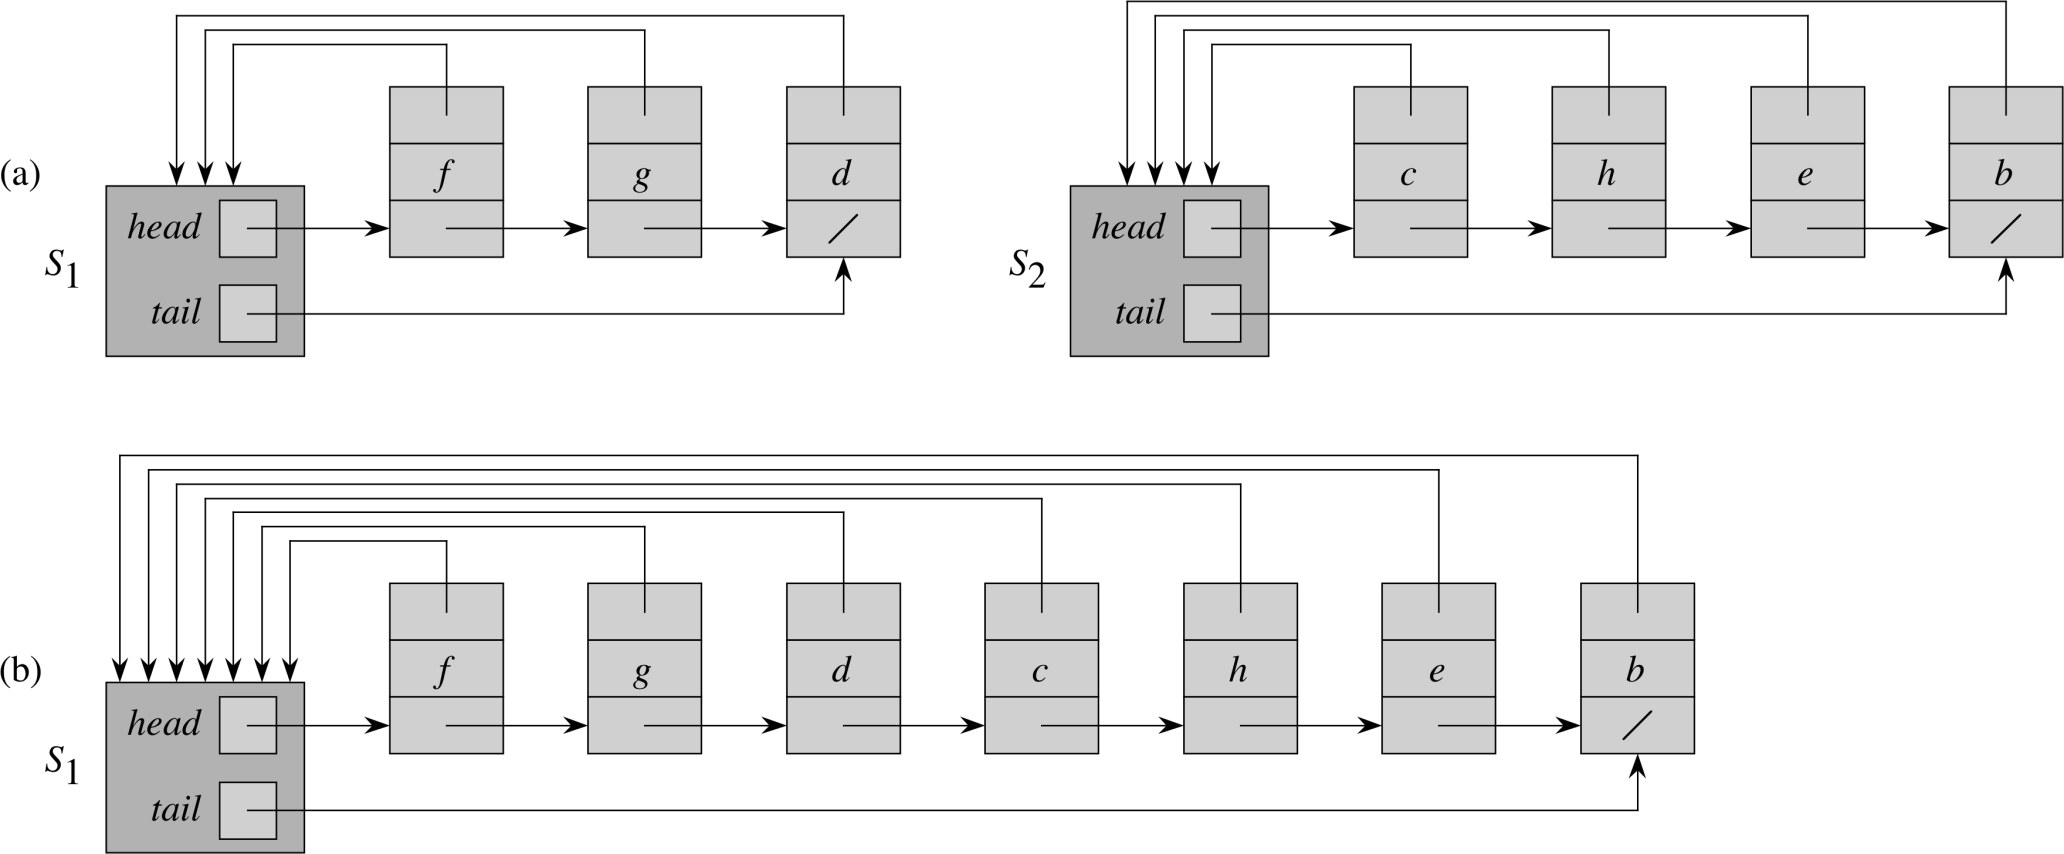 (a)
f g d
head
S1
tail
c h e b
head
S2
tail
(b)
f g d c h e b
head
S1
tail